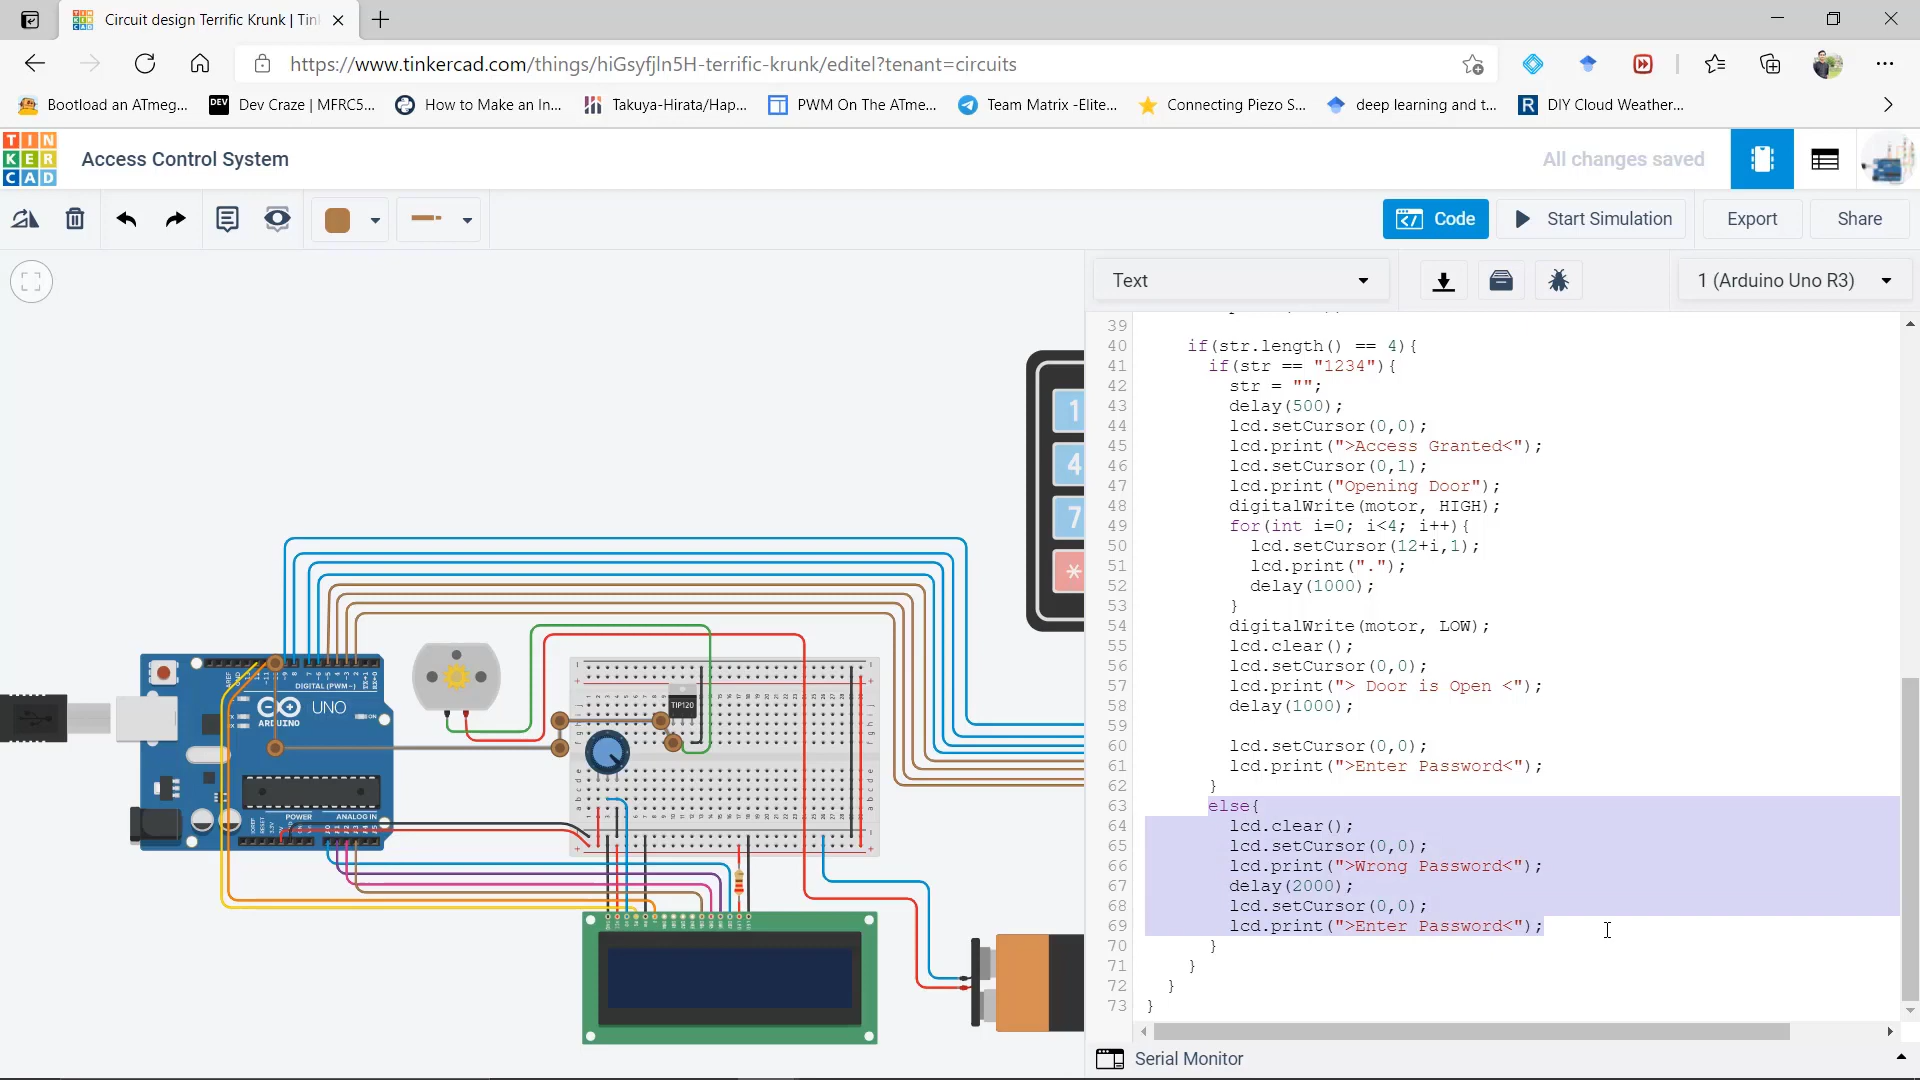 Circuit design Terrific Krunk | Tin
https://www.tinkercad.com/things/hiGsyfjln5H-terrific-krunk/editel?tenant=circuits
Bootload an ATmeg...
DEV
Dev Craze | MFRC5...
How to Make an In...
Takuya-Hirata/Hap...
PWM On The ATme...
Team Matrix -Elite...
Connecting Piezo S...
deep learning and t...
R
DIY Cloud Weather...
TIN
KER
CAD
Access Control System
All changes saved
Code
Start Simulation
Export
Share
Text
1 (Arduino Uno R3)
39
40 if(str.length() == 4){
41 if(str == "1234"){
42 str = "";
43 delay(500);
44 lcd.setCursor(0,0);
45 lcd.print(">Access Granted<");
46 lcd.setCursor(0,1);
47 lcd.print("Opening Door");
48 digitalWrite(motor, HIGH);
49 for(int i=0; i<4; i++){
50 lcd.setCursor(12+i,1);
51 lcd.print(".");
52 delay(1000);
53 }
54 digitalWrite(motor, LOW);
55 lcd.clear();
56 lcd.setCursor(0,0);
57 lcd.print("> Door is Open <");
58 delay(1000);
59
60 lcd.setCursor(0,0);
61 lcd.print(">Enter Password<");
62 }
63 else{
64 lcd.clear();
65 lcd.setCursor(0,0);
66 lcd.print(">Wrong Password<");
67 delay(2000);
68 lcd.setCursor(0,0);
69 lcd.print(">Enter Password<");
70 }
71 }
72 }
73 }
Serial Monitor
1
4
7
*
DIGITAL (PWM~)
UNO
ARDUINO
ON
POWER
ANALOG IN
TIP120